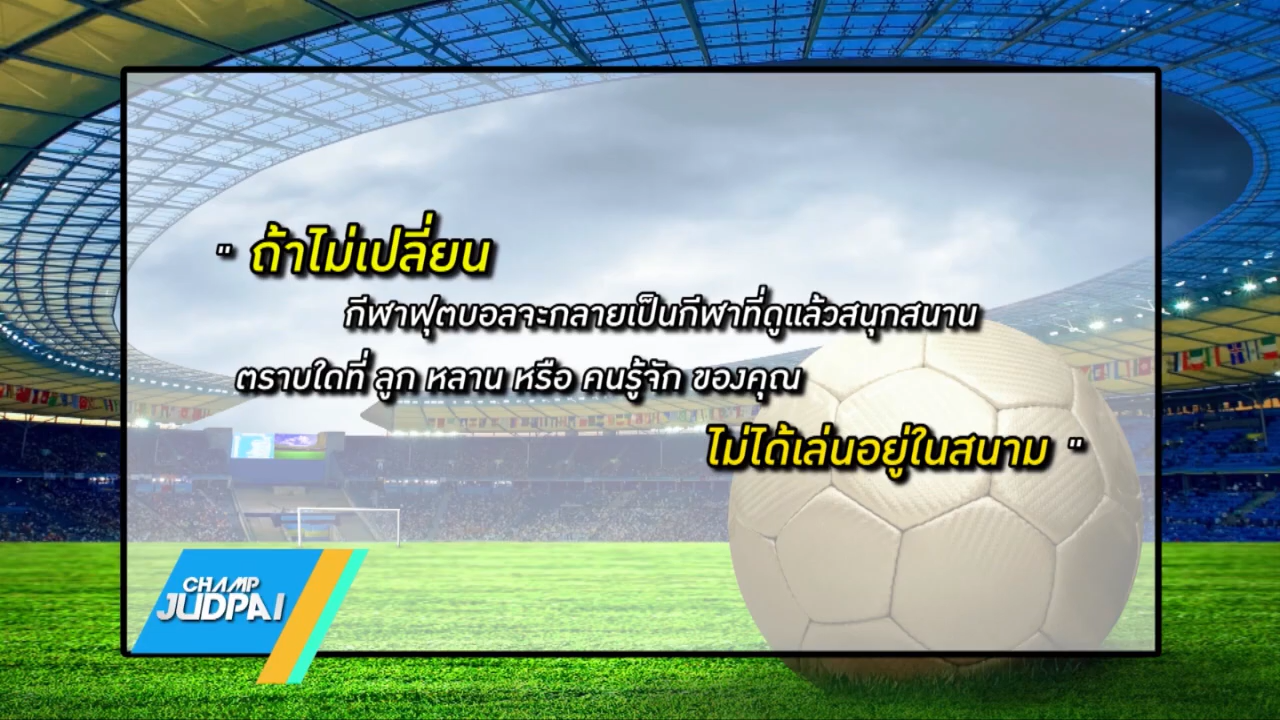 " ถ้าไม่เปลี่ยน
กีฬาฟุตบอลจะกลายเป็นกีฬาที่ดูแล้วสนุกสนาน
ตราบใดที่ ลูก หลาน หรือ คนรู้จัก ของคุณ
ไม่ได้เล่นอยู่ในสนาม "
CHAMP
JUDPAI